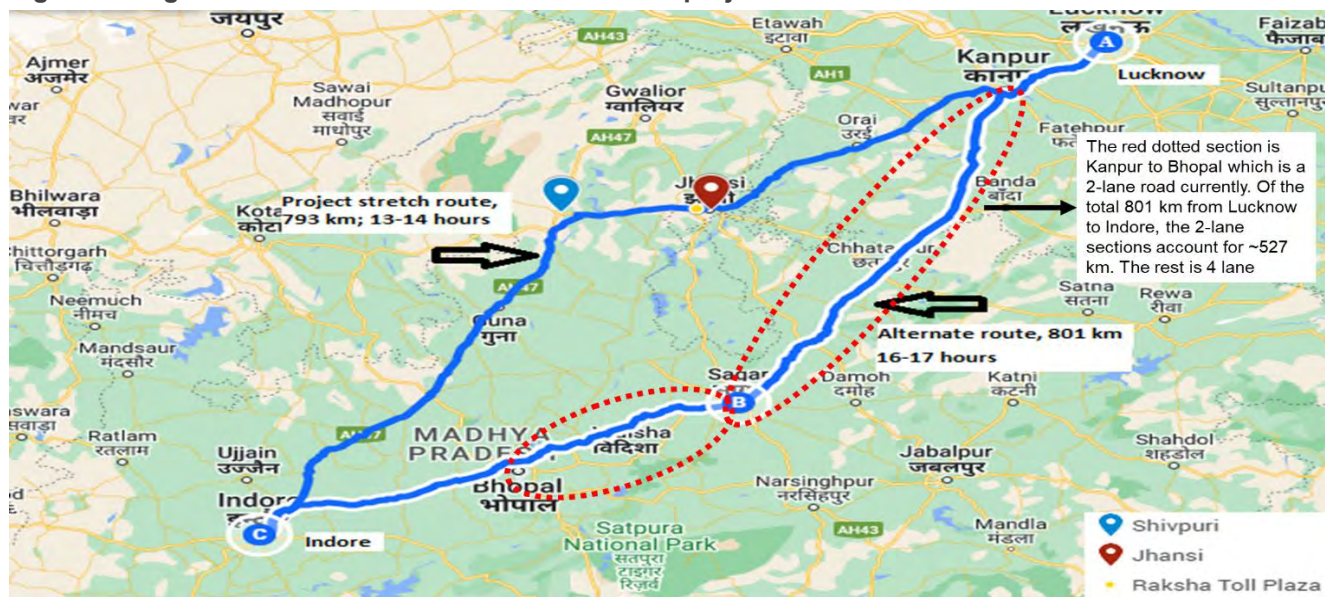 जयपुर
Ajmer
अजमेर
Sawai
Madhopur
सवाई
माधोपुर
AH43
Etawah
इटावा
Gwalior
ग्वालियर
AH47
AH1
Kanpur
Lucknow
A
Faizab
Sultanpu
Orai
उरई
Fatehpur
The red dotted section is
Kanpur to Bhopal which is a
2-lane road currently. Of the
total 801 km from Lucknow
to Indore, the 2-lane
sections account for ~527
km. The rest is 4 lane
Bhilwara
भीलवाड़ा
Kota
कोटा
Project stretch route,
793 km; 13-14 hours
Banda
बाँदा
Chittorgarh
चित्तौड़गढ़
Neemuch
नीमच
Mandsaur
मंदसौर
Guna
गुना
Satna
सतना
Rewa
रीवा
Alternate route, 801 km
16-17 hours
Sagar
B
Damoh
दमोह
Katni
कटनी
Ratlam
रतलाम
Ujjain
उज्जैन
MADHYA
PRADESH
विदिशा
Bhopal
भोपाल
Jabalpur
जबलपुर
Shahdol
शहडोल
Indore
C
Indore
Narsinghpur
नरसिंहपुर
Satpura
National Park
सतपुरा
टाइगर
रिज़र्व
AH43
Mandla
मंडला
Shivpuri
Jhansi
Raksha Toll Plaza